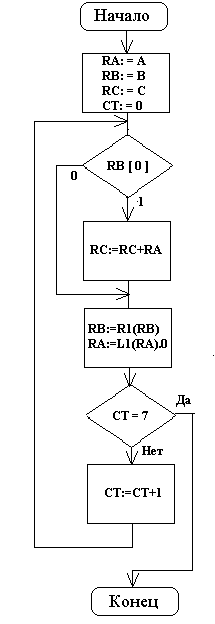 Начало
RA: = A
RB: = B
RC: = C
CT: = 0
RB [ 0 ]
0
1
RC:=RC+RA
RB:=R1(RB)
RA:=L1(RA).0
CT = 7
Да
Нет
CT:=CT+1
Конец